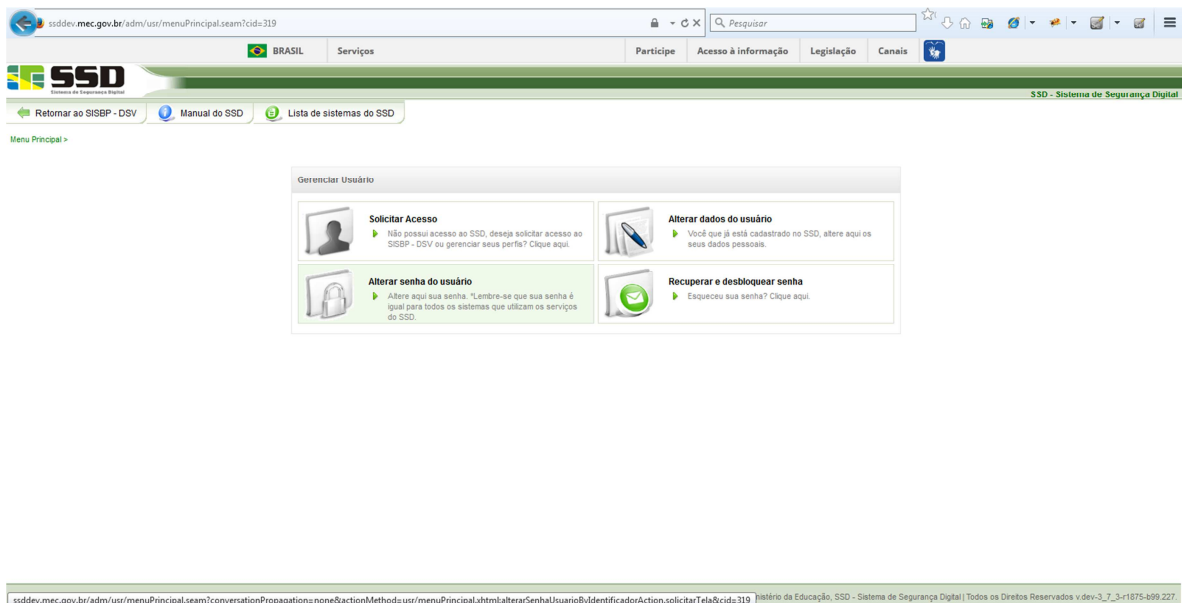 ssddev.mec.gov.br/adm/usr/menuPrincipal.seam?cid=319
Pesquisar
BRASIL Serviços Participe Acesso à informação Legislação Canais
SSD
Sistema de Segurança Digital
SSD - Sistema de Segurança Digital
Retornar ao SISBP - DSV Manual do SSD Lista de sistemas do SSD
Menu Principal >
Gerenciar Usuário
Solicitar Acesso
Não possui acesso ao SSD, deseja solicitar acesso ao
SISBP - DSV ou gerenciar seus perfis? Clique aqui.
Alterar dados do usuário
Você que já está cadastrado no SSD, altere aqui os
seus dados pessoais.
Alterar senha do usuário
Altere aqui sua senha. *Lembre-se que sua senha é
igual para todos os sistemas que utilizam os serviços
do SSD.
Recuperar e desbloquear senha
Esqueceu sua senha? Clique aqui.
ssddev.mec.gov.br/adm/usr/menuPrincipal.seam?conversationPropagation=none&actionMethod=usr/menuPrincipal.xhtml:alterarSenhaUsuarioByIdentificadorAction.solicitarTela&cid=319
nistério da Educação, SSD - Sistema de Segurança Digital | Todos os Direitos Reservados v.dev-3_7_3-r1875-b99.227.